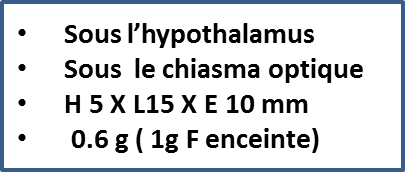 • Sous l’hypothalamus
• Sous le chiasma optique
• H 5 X L15 X E 10 mm
• 0.6 g ( 1g F enceinte)